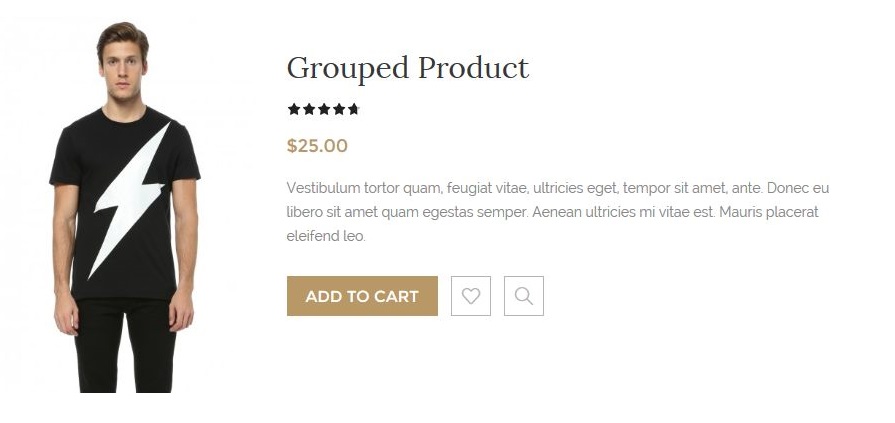 Grouped Product
$25.00
Vestibulum tortor quam, feugiat vitae, ultricies eget, tempor sit amet, ante. Donec eu
libero sit amet quam egestas semper. Aenean ultricies mi vitae est. Mauris placerat
eleifend leo.
ADD TO CART